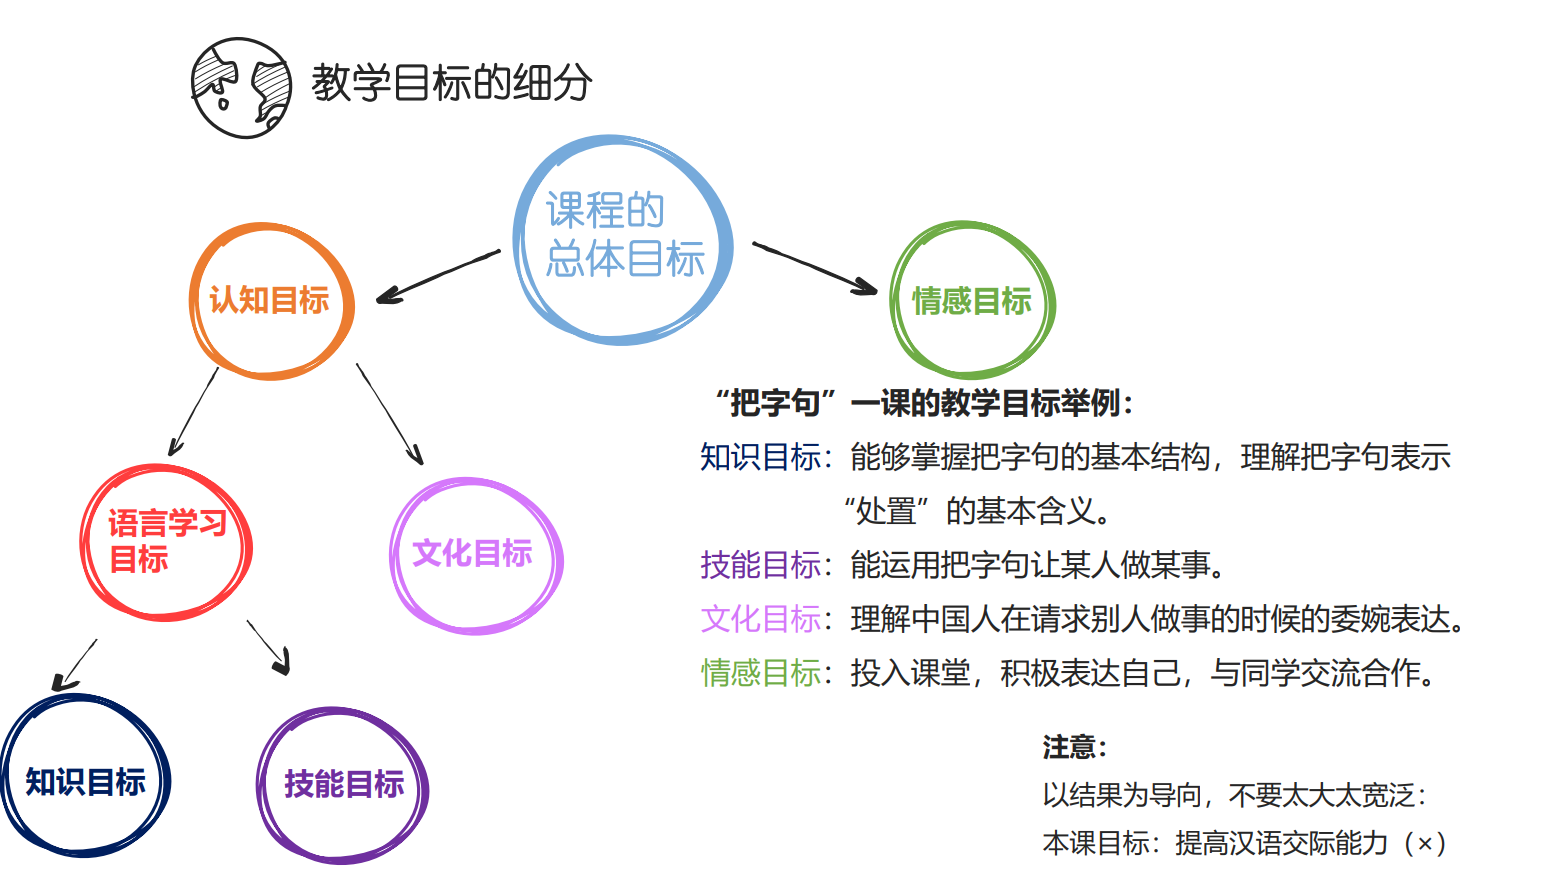 教学目标的细分
课程的
总体目标
认知目标
情感目标
“把字句”一课的教学目标举例：
知识目标：能够掌握把字句的基本结构，理解把字句表示
“处置”的基本含义。
技能目标：能运用把字句让某人做某事。
文化目标：理解中国人在请求别人做事的时候的委婉表达。
情感目标：投入课堂，积极表达自己，与同学交流合作。
语言学习
目标
文化目标
知识目标
技能目标
注意：
以结果为导向，不要太大太宽泛：
本课目标：提高汉语交际能力（×）